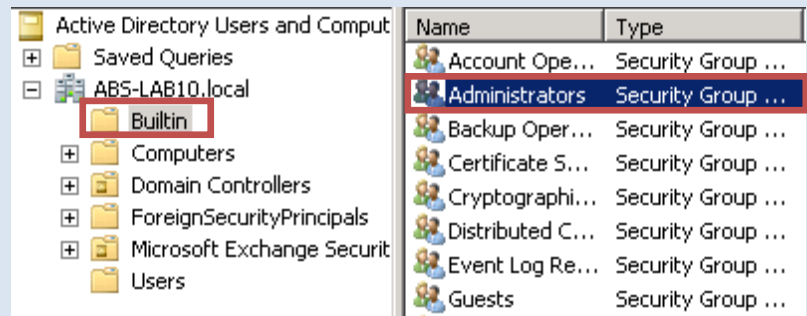 Active Directory Users and Comput
Saved Queries
ABS-LAB10.local
Builtin
Computers
Domain Controllers
ForeignSecurityPrincipals
Microsoft Exchange Securit
Users
Name Type
Account Ope... Security Group ...
Administrators Security Group ...
Backup Oper... Security Group ...
Certificate S... Security Group ...
Cryptographi... Security Group ...
Distributed C... Security Group ...
Event Log Re... Security Group ...
Guests Security Group ...